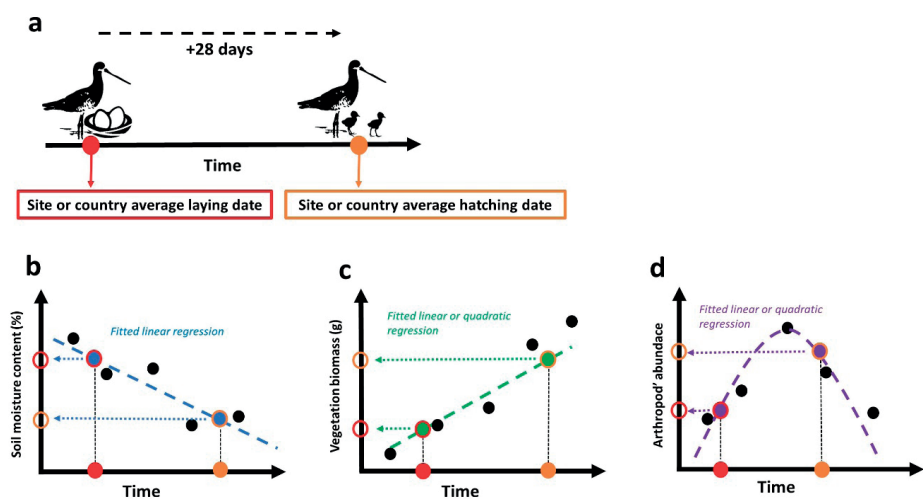 a
+28 days
Time
Site or country average laying date
Site or country average hatching date
b
Soil moisture content (%)
Fitted linear regression
Time
c
Vegetation biomass (g)
Fitted linear or quadratic
regression
Time
d
Arthropod' abundace
Fitted linear or quadratic
regression
Time